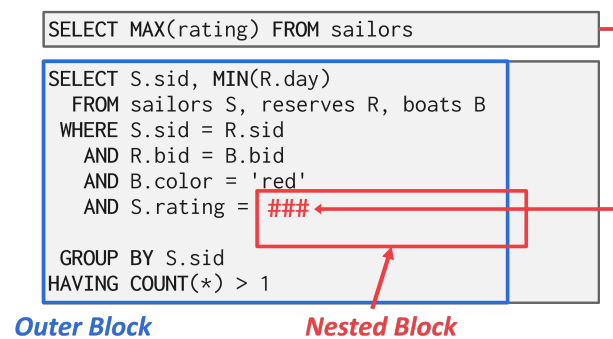 SELECT MAX(rating) FROM sailors
SELECT S.sid, MIN(R.day)
FROM sailors S, reserves R, boats B
WHERE S.sid = R.sid
AND R.bid = B.bid
AND B.color = 'red'
AND S.rating = ###
GROUP BY S.sid
HAVING COUNT(*) > 1
Outer Block
Nested Block